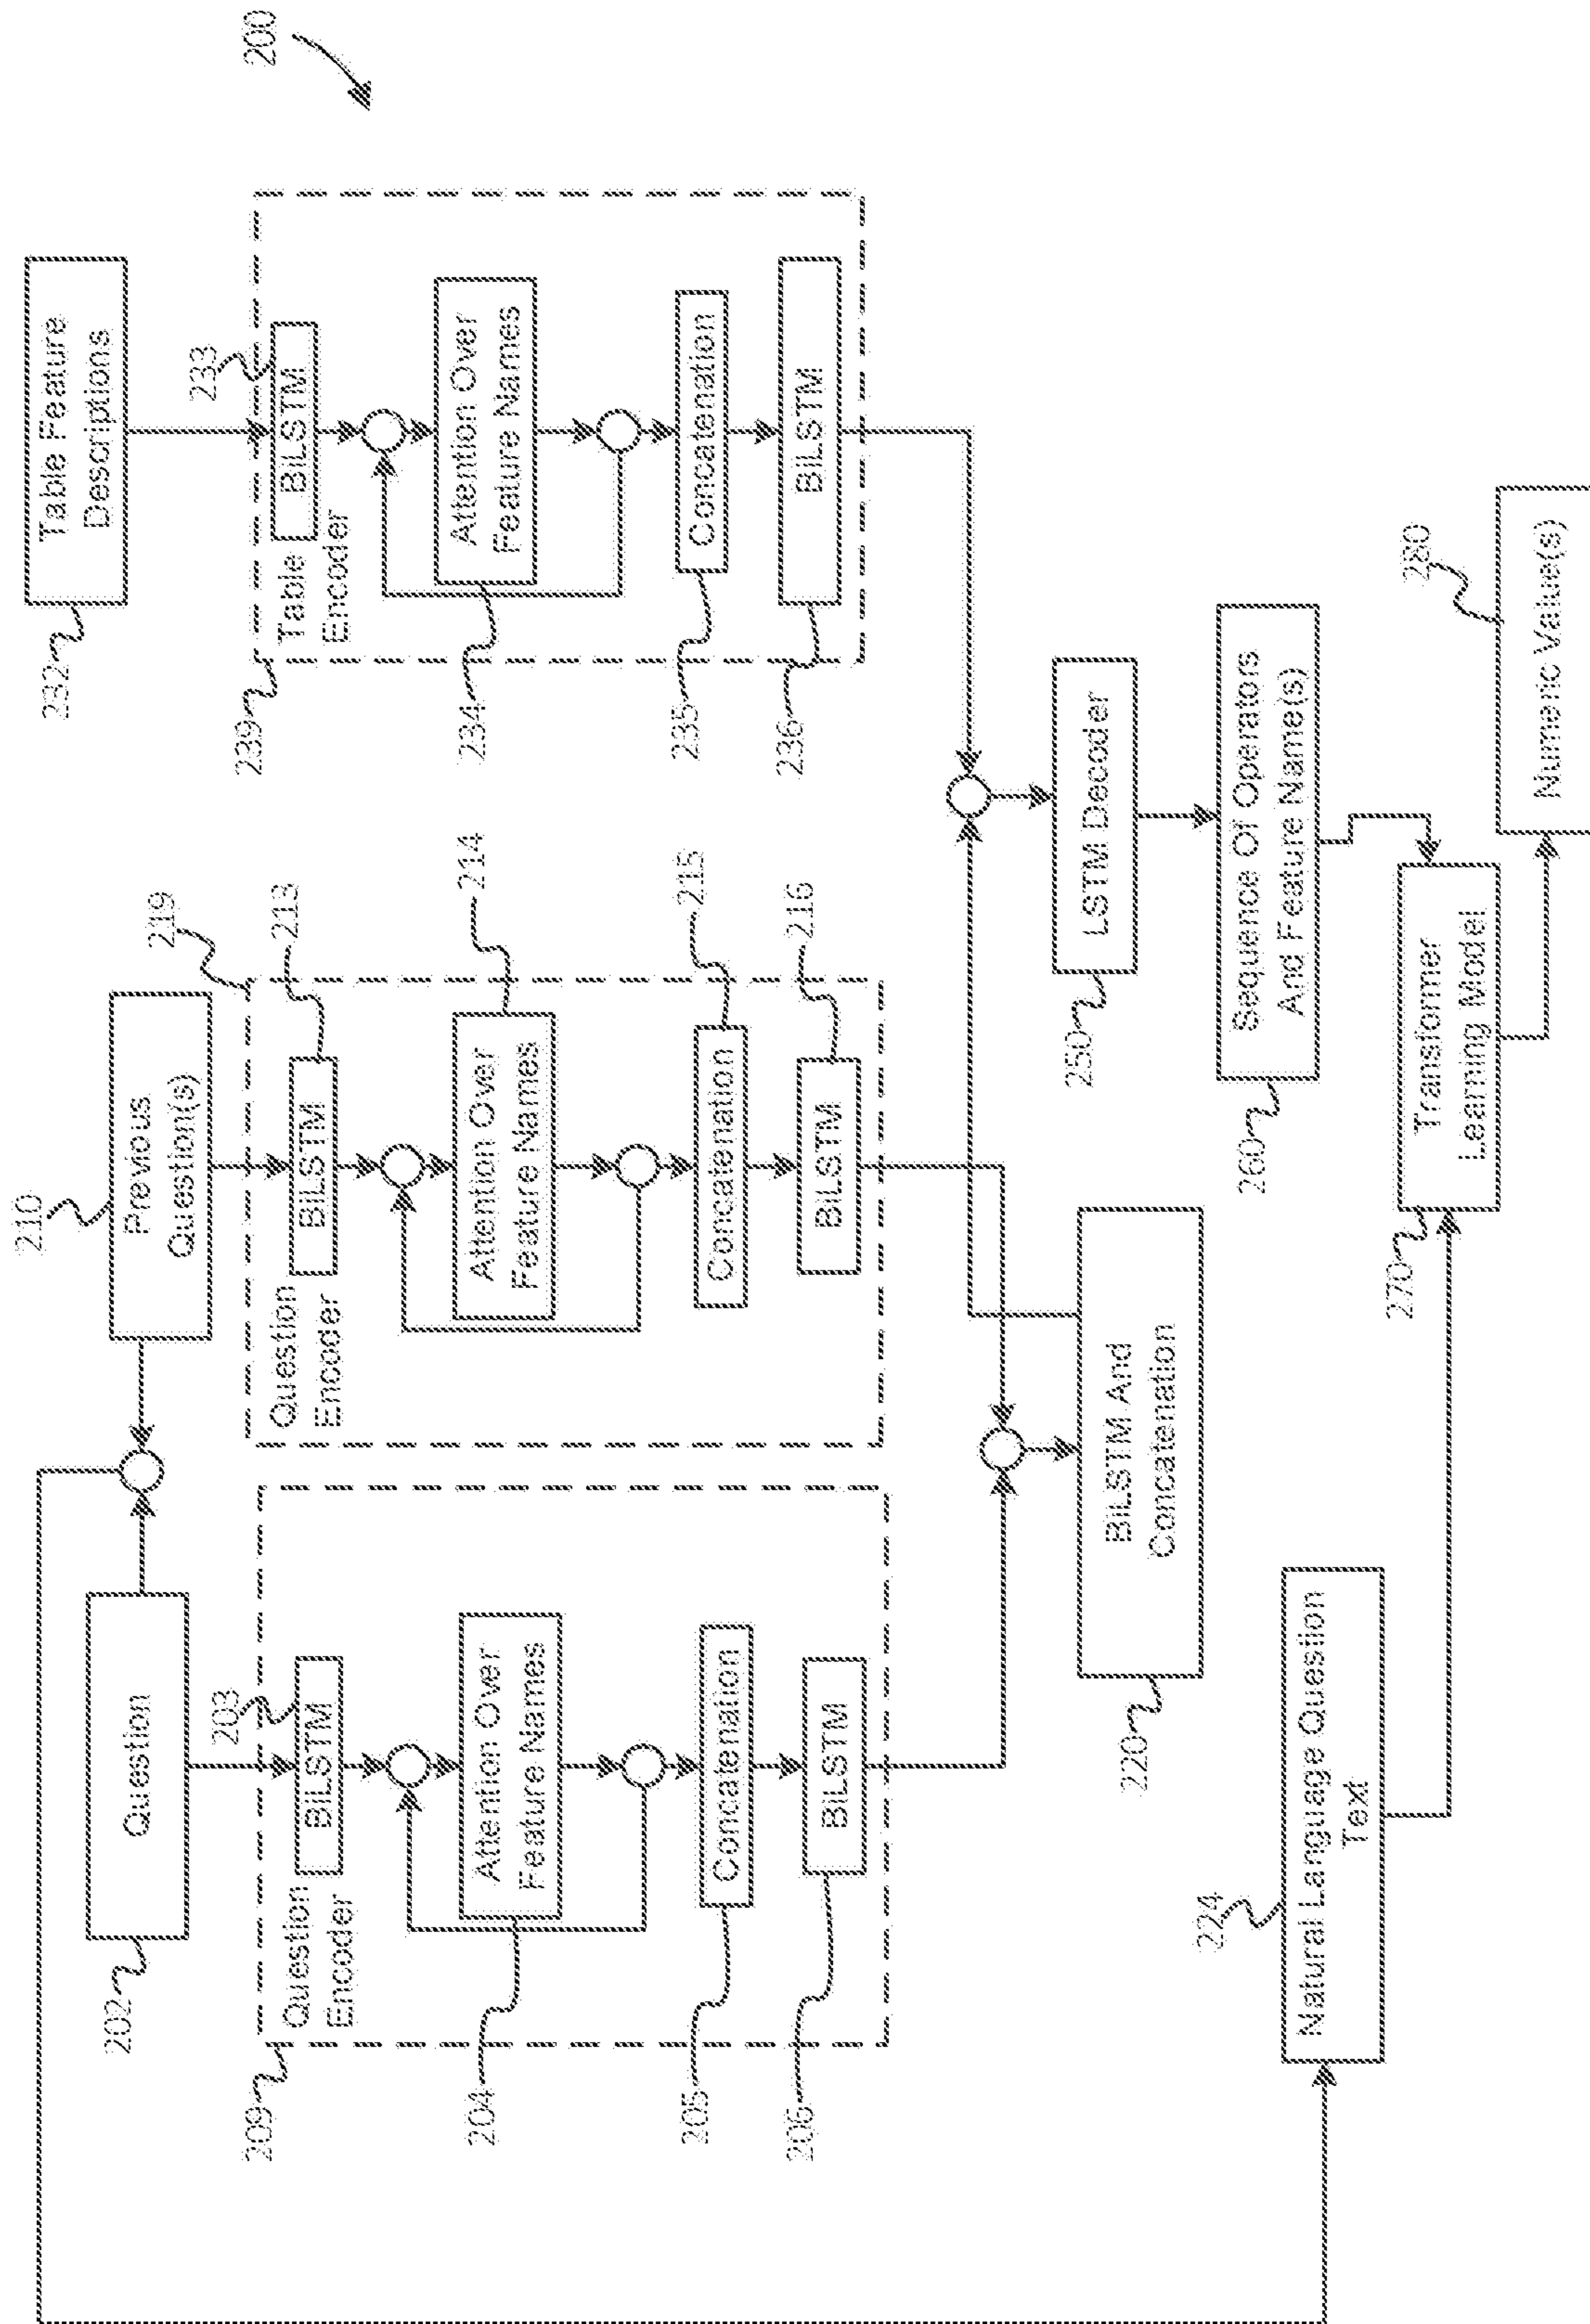 200
Table Feature
Descriptions
232
233
BiLSTM
Table
Encoder
239
Attention Over
Feature Names
234
Concatenation
235
BiLSTM
236
210
Previous
Question(s)
219
213
BiLSTM
Question
Encoder
214
Attention Over
Feature Names
215
Concatenation
216
BiLSTM
Question
202
203
BiLSTM
Question
Encoder
209
Attention Over
Feature Names
204
Concatenation
205
BiLSTM
206
LSTM Decoder
250
Sequence Of Operators
And Feature Name(s)
260
BiLSTM And
Concatenation
220
Transformer
Learning Model
270
Natural Language Question
Text
224
Numeric Value(s)
280